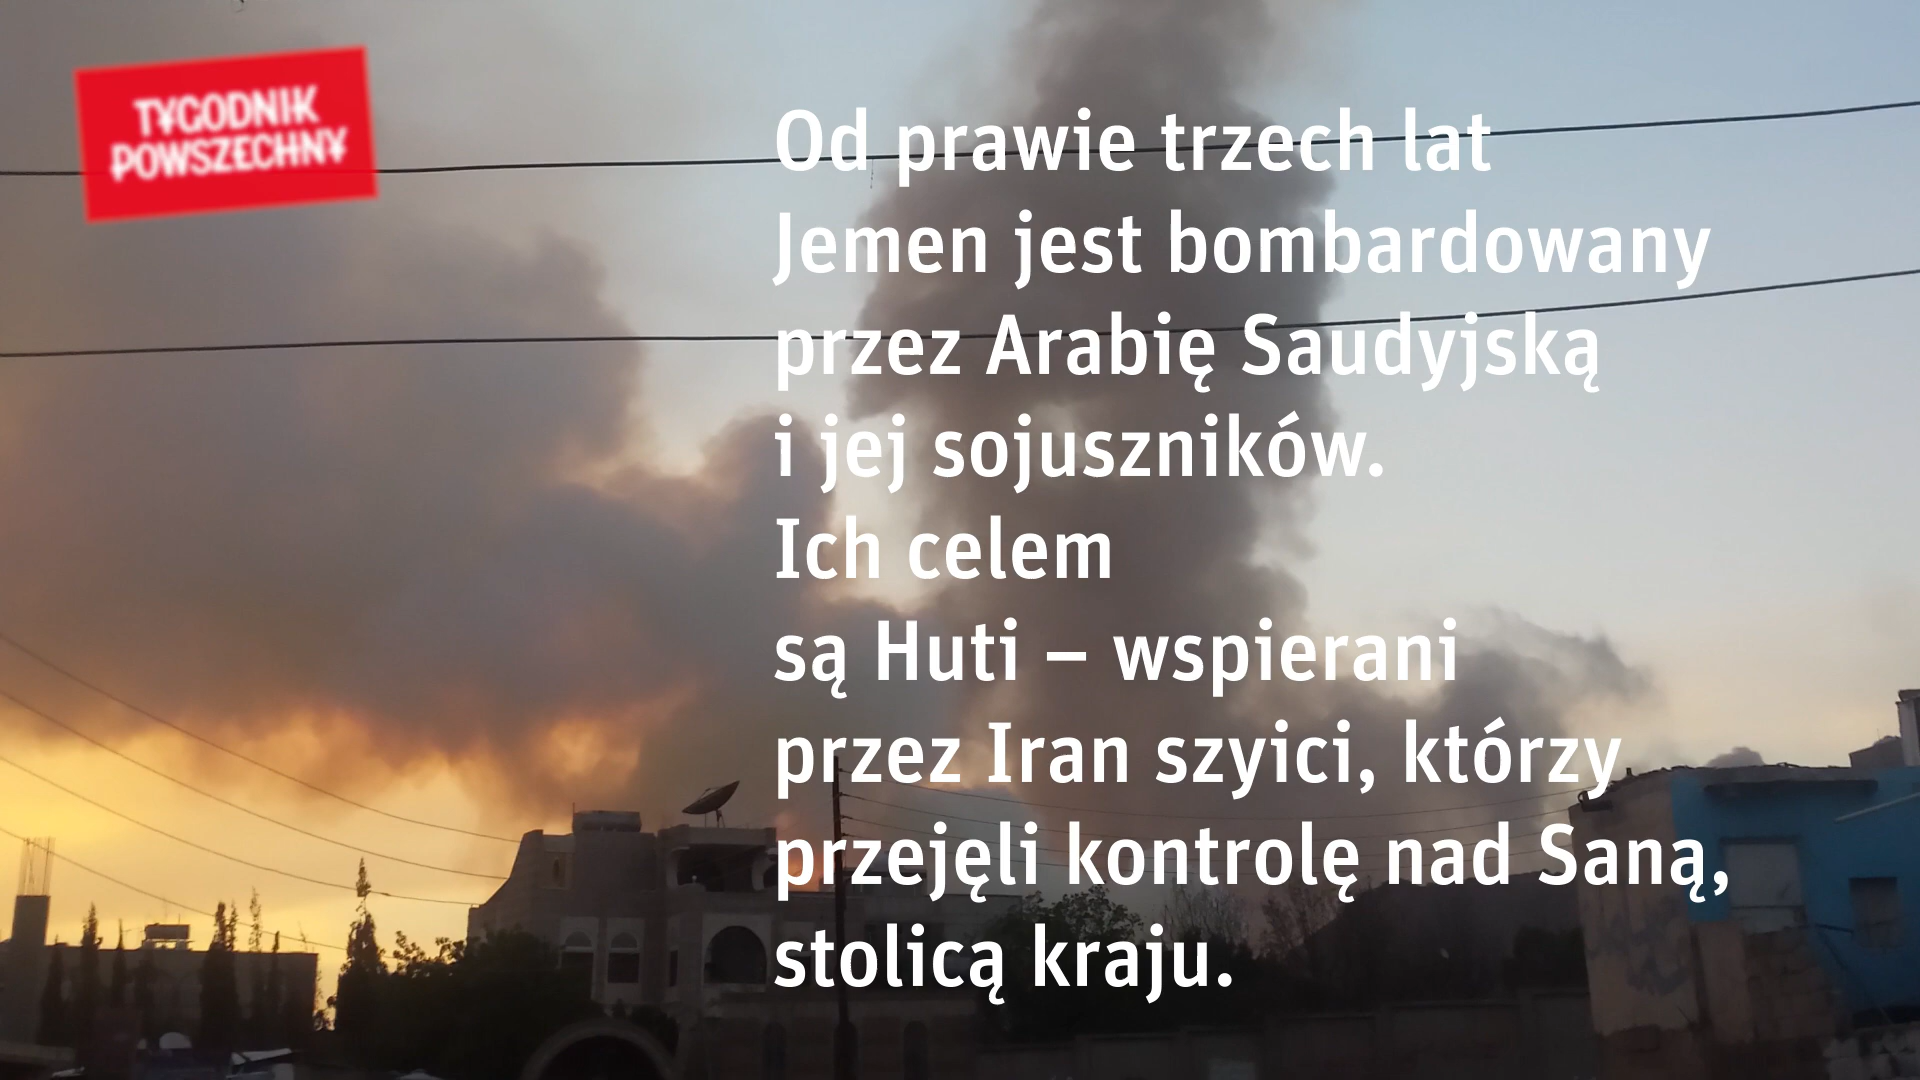 TYGODNIK
POWSZECHNY
Od prawie trzech lat
Jemen jest bombardowany
przez Arabię Saudyjską
i jej sojuszników.
Ich celem
są Huti – wspierani
przez Iran szyici, którzy
przejęli kontrolę nad Saną,
stolicą kraju.